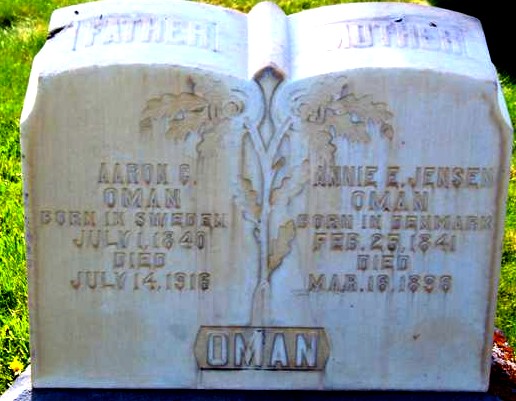 FATHER
AARON G.
OMAN
BORN IN SWEDEN
JULY 1, 1840
DIED
JULY 14, 1916
MOTHER
ANNIE E. JENSEN
OMAN
BORN IN DENMARK
FEB. 25, 1841
DIED
MAR. 16,
OMAN